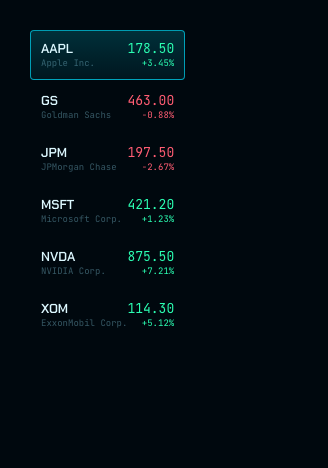 AAPL 178.50
Apple Inc. +3.45%
GS 463.00
Goldman Sachs -0.88%
JPM 197.50
JPMorgan Chase -2.67%
MSFT 421.20
Microsoft Corp. +1.23%
NVDA 875.50
NVIDIA Corp. +7.21%
XOM 114.30
ExxonMobil Corp. +5.12%